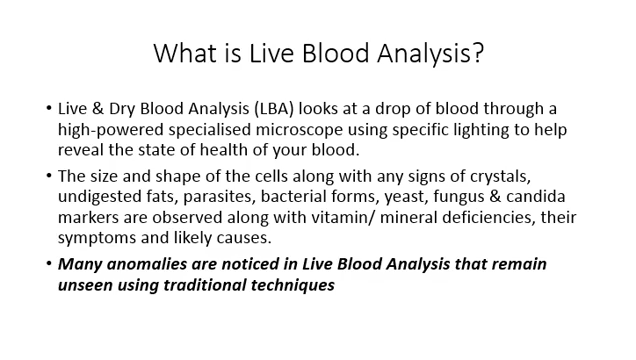 What is Live Blood Analysis?
• Live & Dry Blood Analysis (LBA) looks at a drop of blood through a
high-powered specialised microscope using specific lighting to help
reveal the state of health of your blood.
• The size and shape of the cells along with any signs of crystals,
undigested fats, parasites, bacterial forms, yeast, fungus & candida
markers are observed along with vitamin/ mineral deficiencies, their
symptoms and likely causes.
• Many anomalies are noticed in Live Blood Analysis that remain
unseen using traditional techniques